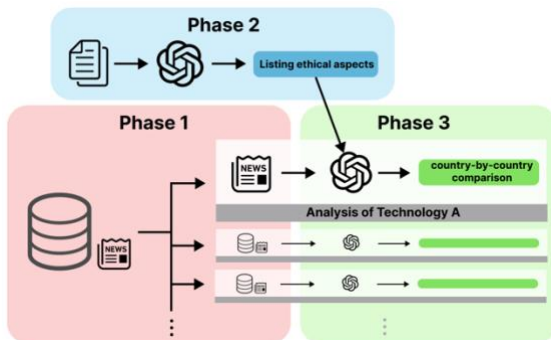 Phase 2
Listing ethical aspects
Phase 1
Phase 3
NEWS
country-by-country
comparison
Analysis of Technology A
NEWS